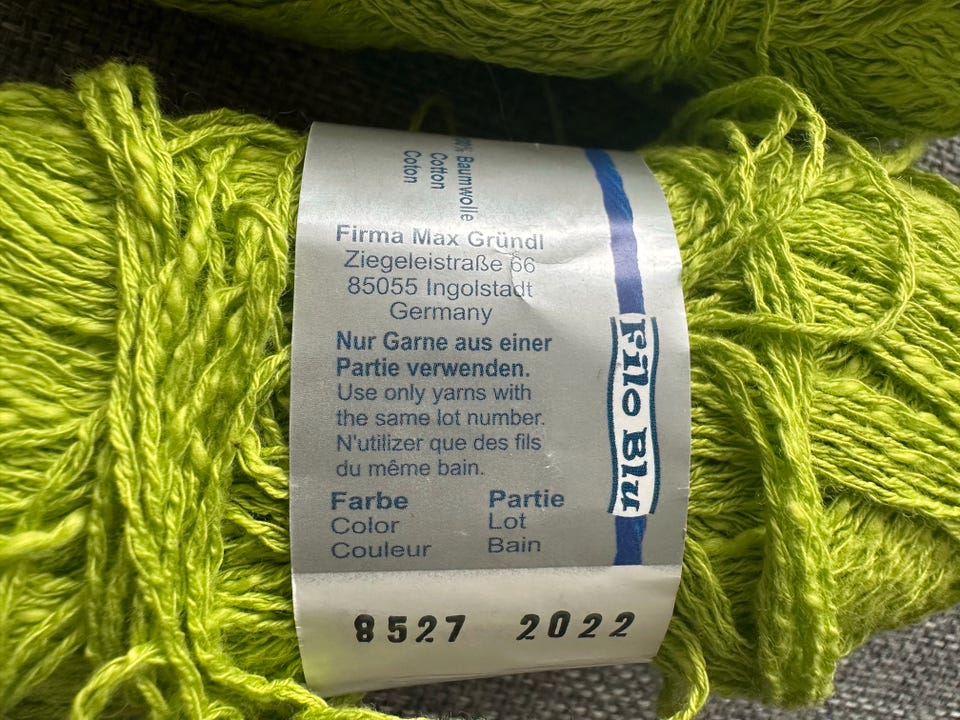 % Baumwolle
Cotton
Coton
Firma Max Gründl
Ziegeleistraße 66
85055 Ingolstadt
Germany
Nur Garne aus einer
Partie verwenden.
Use only yarns with
the same lot number.
N'utiliser que des fils
du même bain.
Farbe Partie
Color Lot
Couleur Bain
8527 2022
Filo Blu